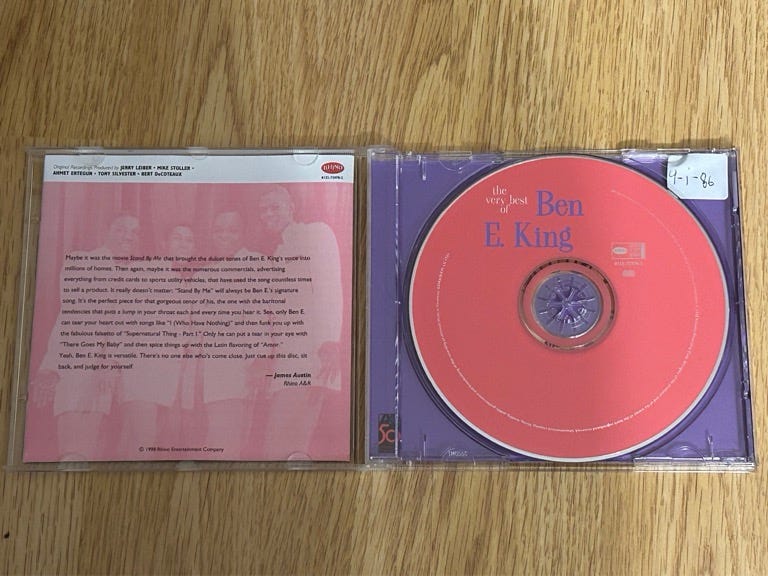 Original Recordings Produced by JERRY LEIBER • MIKE STOLLER •
AHMET ERTEGUN • TONY SILVESTER • BERT DeCOTEAUX
RHINO
Maybe it was the movie Stand By Me that brought the dulcet tones of Ben E. King's voice into
millions of homes. Then again, maybe it was the numerous commercials, advertising
everything from credit cards to sports utility vehicles, that have used the song countless times
to sell a product. It really doesn't matter: "Stand By Me" will always be Ben E.'s signature
song. It's the perfect piece for that gorgeous tenor of his, the one with the baritonal
tendencies that puts a lump in your throat each and every time you hear it. See, only Ben E.
can tear your heart out with songs like "I (Who Have Nothing)" and then funk you up with
the fabulous falsetto of "Supernatural Thing - Part 1." Only he can put a tear in your eye with
"There Goes My Baby" and then spice things up with the Latin flavoring of "Amor."
Yeah, Ben E. King is versatile. There's no one else who's come close. Just cue up this disc, sit
back, and judge for yourself.
— James Austin
Rhino A&R
© 1998 Rhino Entertainment Company
the
very best
of
Ben
E. King
4-1-86